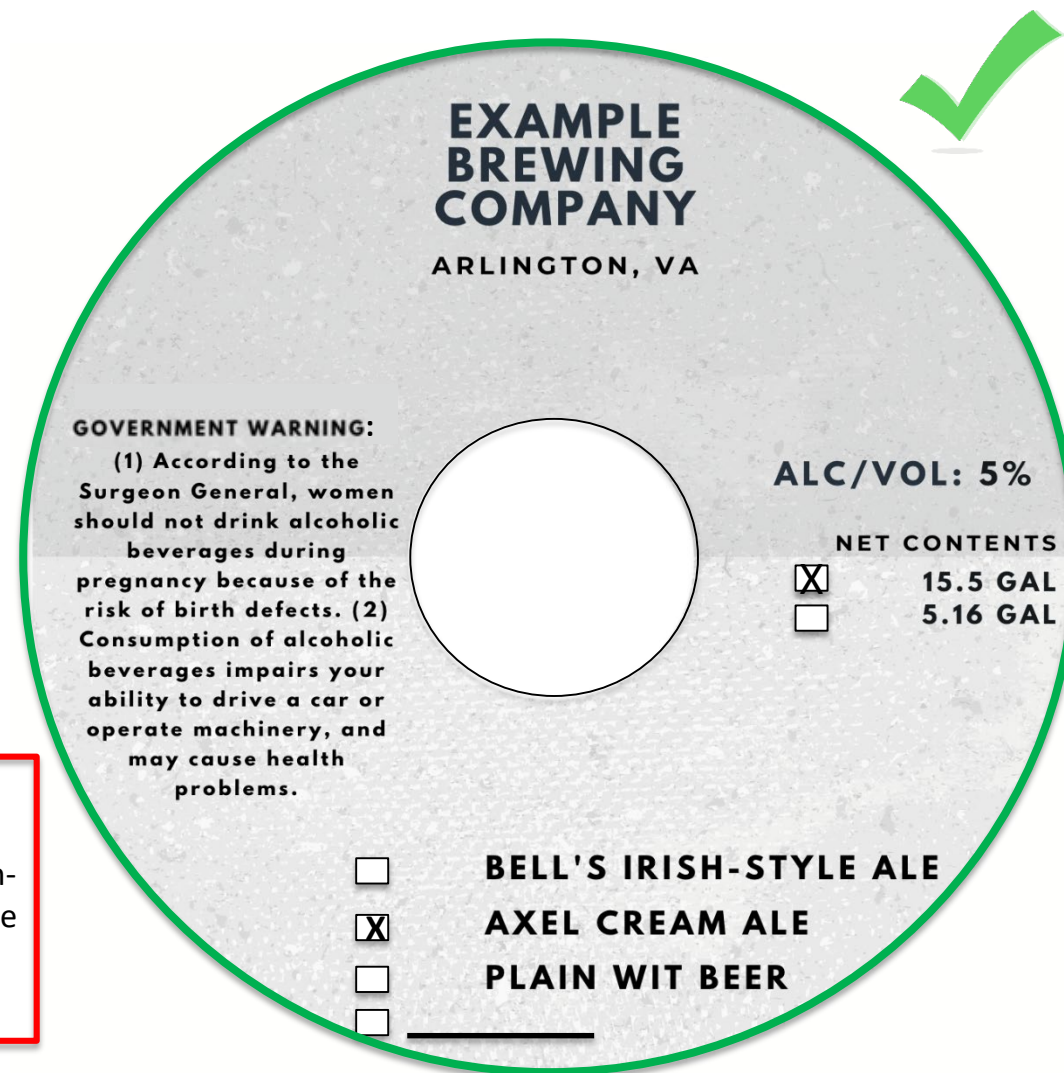 EXAMPLE
BREWING
COMPANY
ARLINGTON, VA
GOVERNMENT WARNING:
(1) According to the
Surgeon General, women
should not drink alcoholic
beverages during
pregnancy because of the
risk of birth defects. (2)
Consumption of alcoholic
beverages impairs your
ability to drive a car or
operate machinery, and
may cause health
problems.
ALC/VOL: 5%
NET CONTENTS
X 15.5 GAL
5.16 GAL
BELL'S IRISH-STYLE ALE
X AXEL CREAM ALE
PLAIN WIT BEER